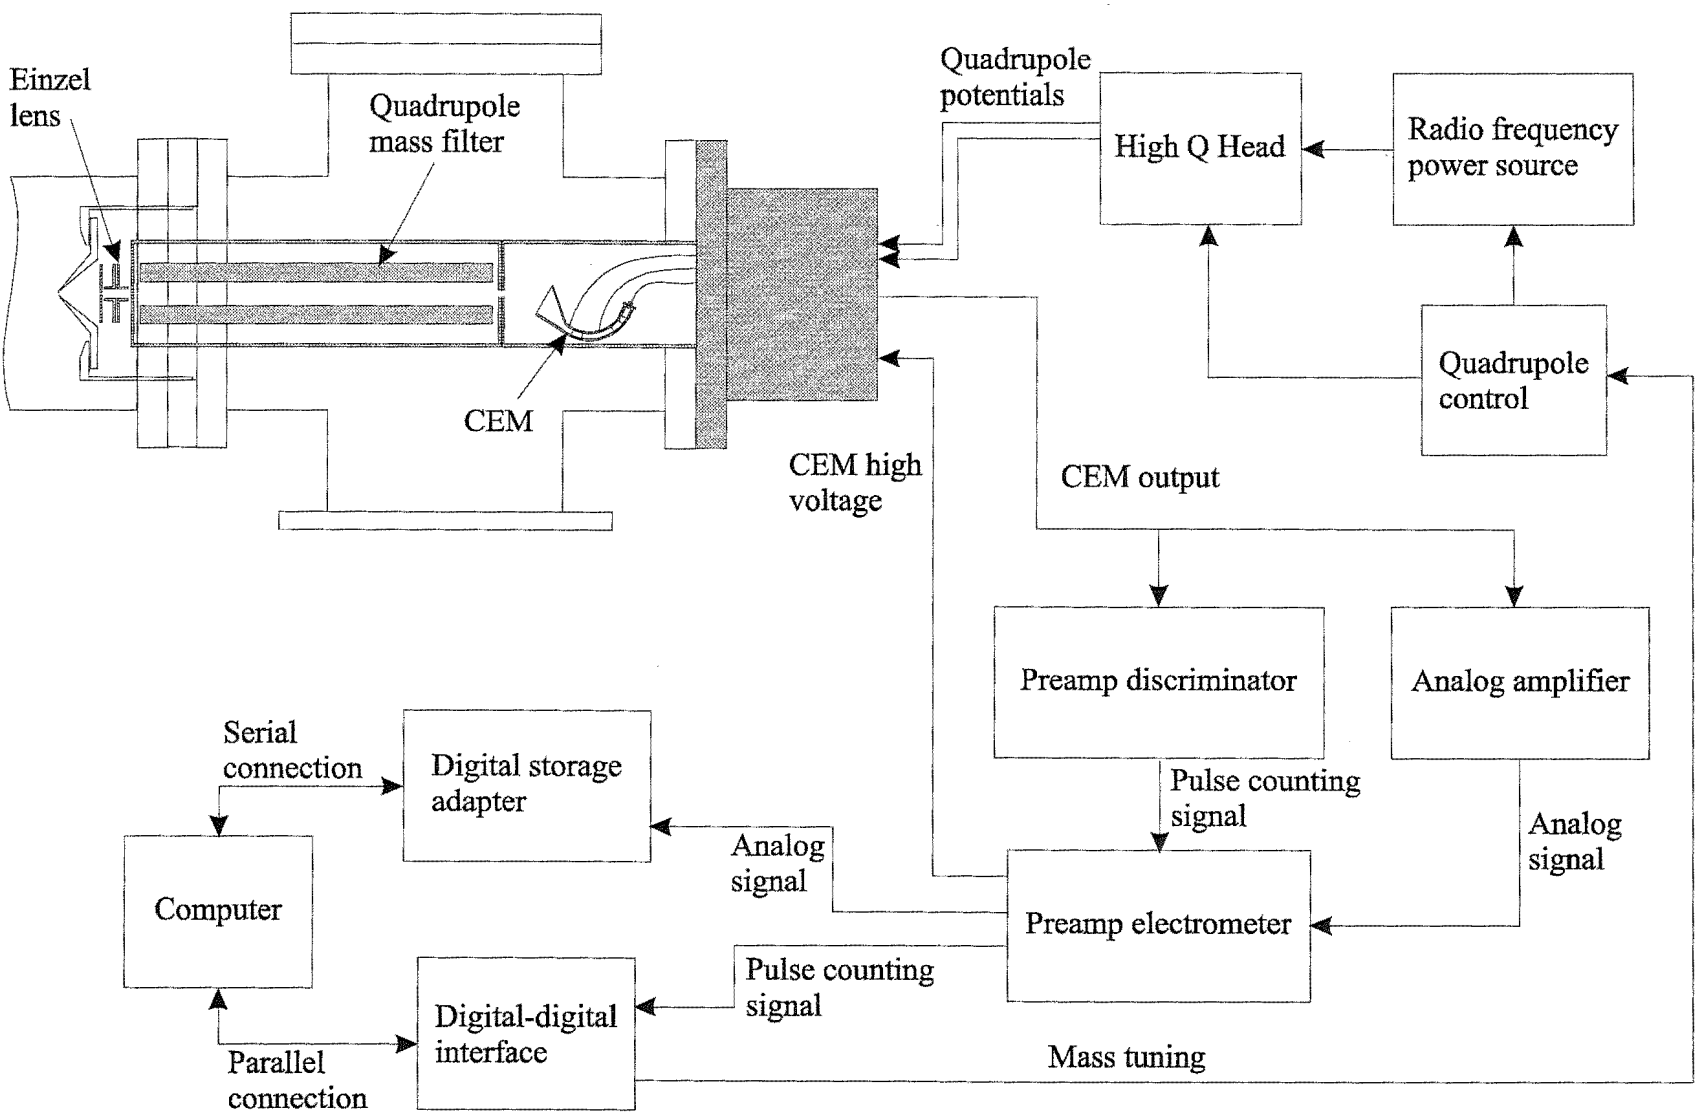 Einzel
lens
Quadrupole
mass filter
CEM
Quadrupole
potentials
High Q Head
Radio frequency
power source
Quadrupole
control
CEM high
voltage
CEM output
Preamp discriminator
Analog amplifier
Serial
connection
Digital storage
adapter
Pulse counting
signal
Analog
signal
Analog
signal
Computer
Preamp electrometer
Pulse counting
signal
Digital-digital
interface
Parallel
connection
Mass tuning